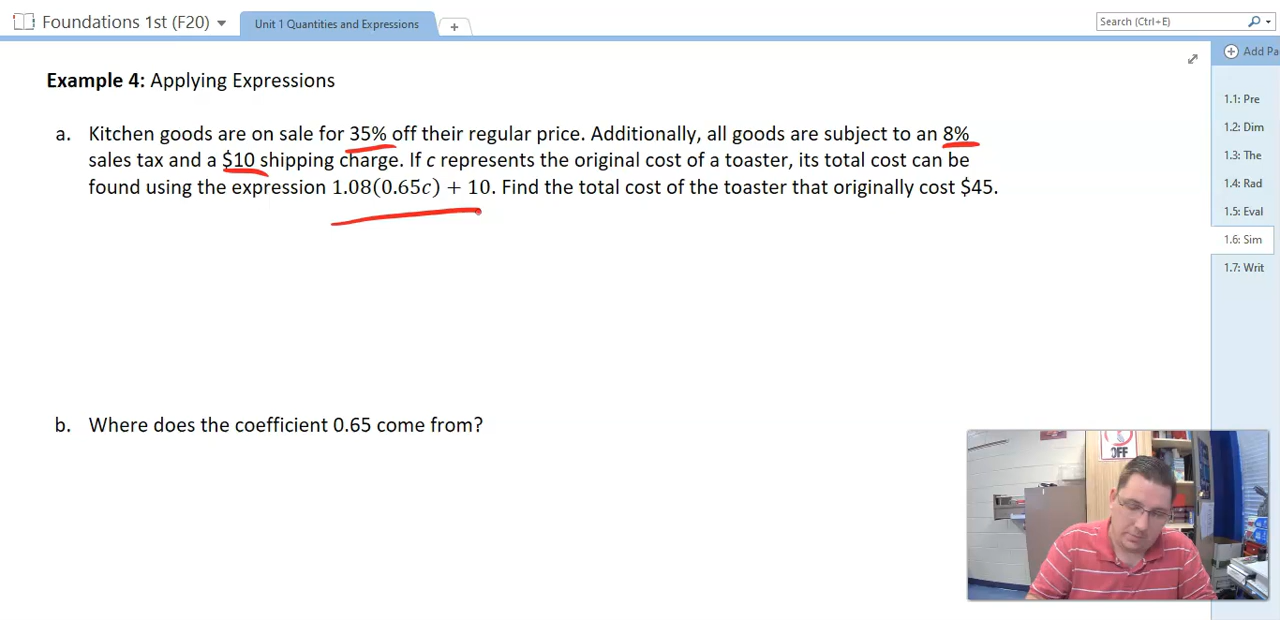 Foundations 1st (F20)
Unit 1 Quantities and Expressions
+
Search (Ctrl+E)
Add Pa
Example 4: Applying Expressions
a. Kitchen goods are on sale for 35% off their regular price. Additionally, all goods are subject to an 8%
sales tax and a $10 shipping charge. If c represents the original cost of a toaster, its total cost can be
found using the expression 1.08(0.65c) + 10. Find the total cost of the toaster that originally cost $45.
b. Where does the coefficient 0.65 come from?
1.1: Pre
1.2: Dim
1.3: The
1.4: Rad
1.5: Eval
1.6: Sim
1.7: Writ
OFF